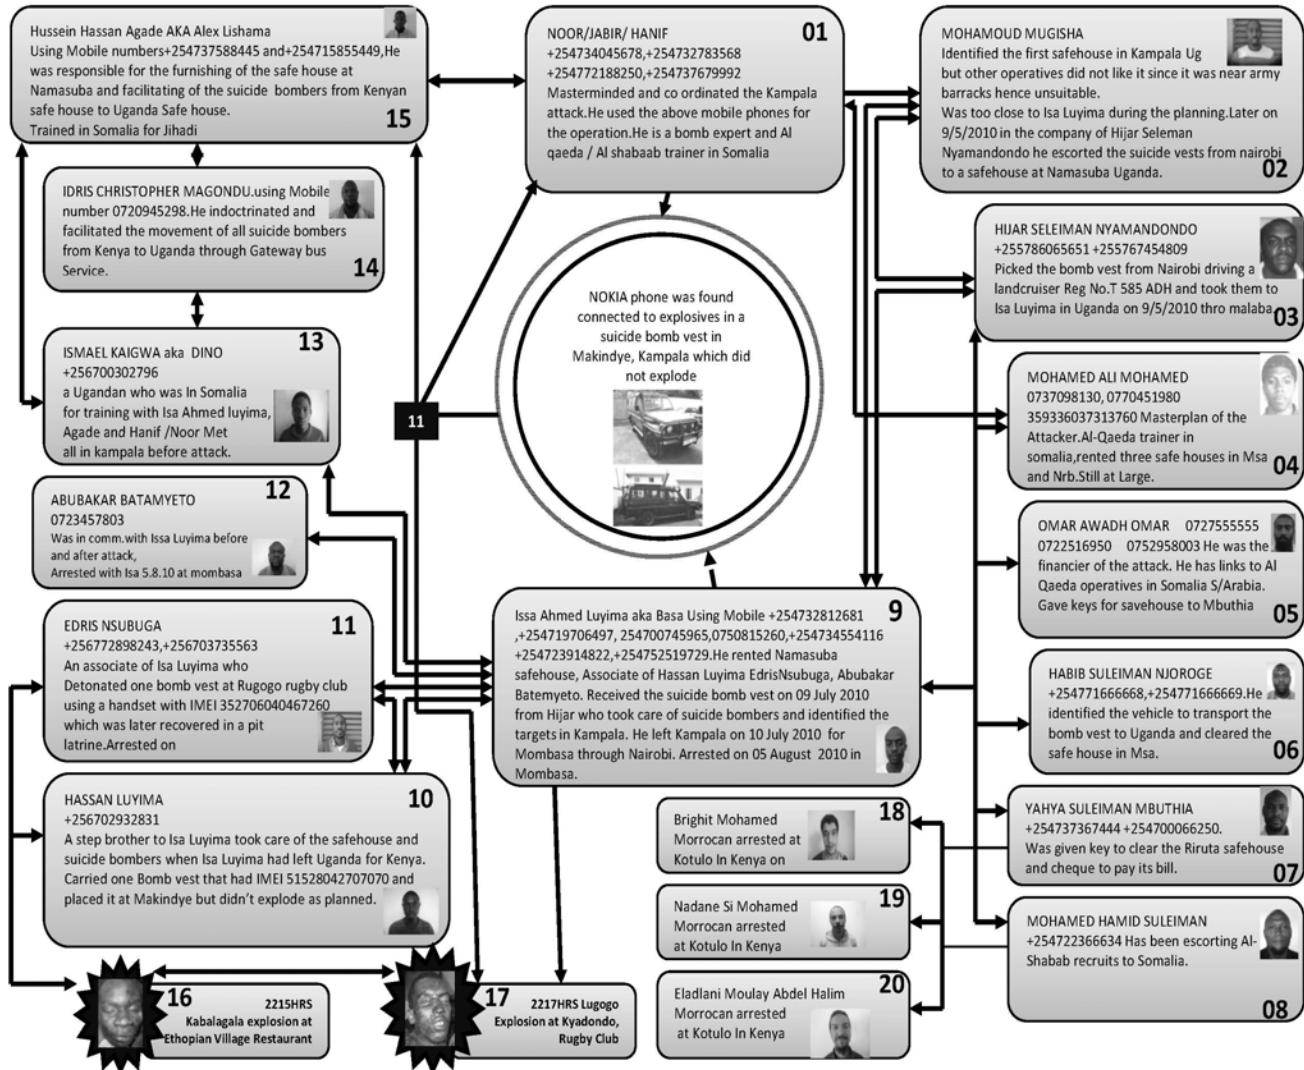 Hussein Hassan Agade AKA Alex Lishama
Using Mobile numbers+254737588445 and+254715855449,He
was responsible for the furnishing of the safe house at
Namasuba and facilitating of the suicide bombers from Kenyan
safe house to Uganda Safe house.
Trained in Somalia for Jihadi
15
NOOR/JABIR/ HANIF
01
+254734045678,+254732783568
+254772188250,+254737679992
Masterminded and co ordinated the Kampala
attack.He used the above mobile phones for
the operation.He is a bomb expert and Al
qaeda / Al shabaab trainer in Somalia
MOHAMOUD MUGISHA
Identified the first safehouse in Kampala Ug
but other operatives did not like it since it was near army
barracks hence unsuitable.
Was too close to Isa Luyima during the planning.Later on
9/5/2010 in the company of Hijar Seleman
Nyamandondo he escorted the suicide vests from nairobi
to a safehouse at Namasuba Uganda.
02
IDRIS CHRISTOPHER MAGONDU.using Mobile
number 0720945298.He indoctrinated and
facilitated the movement of all suicide bombers
from Kenya to Uganda through Gateway bus
Service.
14
HIJAR SELEIMAN NYAMANDONDO
+255786065651 +255767454809
Picked the bomb vest from Nairobi driving a
landcruiser Reg No.T 585 ADH and took them to
Isa Luyima in Uganda on 9/5/2010 thro malaba.
03
NOKIA phone was found
connected to explosives in a
suicide bomb vest in
Makindye, Kampala which did
not explode
11
ISMAEL KAIGWA aka DINO
13
+256700302796
a Ugandan who was In Somalia
for training with Isa Ahmed luyima,
Agade and Hanif /Noor Met
all in kampala before attack.
MOHAMED ALI MOHAMED
0737098130, 0770451980
359336037313760 Masterplan of the
Attacker.Al-Qaeda trainer in
somalia,rented three safe houses in Msa
and Nrb.Still at Large.
04
ABUBAKAR BATAMYETO
12
0723457803
Was in comm.with Issa Luyima before
and after attack,
Arrested with Isa 5.8.10 at mombasa
OMAR AWADH OMAR 0727555555
0722516950 0752958003 He was the
financier of the attack. He has links to Al
Qaeda operatives in Somalia S/Arabia.
Gave keys for savehouse to Mbuthia
05
EDRIS NSUBUGA
11
+256772898243,+256703735563
An associate of Isa Luyima who
Detonated one bomb vest at Rugogo rugby club
using a handset with IMEI 352706040467260
which was later recovered in a pit
latrine.Arrested on
Issa Ahmed Luyima aka Basa Using Mobile +254732812681
9
,+254719706497, 254700745965,0750815260,+254734554116
+254723914822,+254752519729.He rented Namasuba
safehouse, Associate of Hassan Luyima EdrisNsubuga, Abubakar
Batemyeto. Received the suicide bomb vest on 09 July 2010
from Hijar who took care of suicide bombers and identified the
targets in Kampala. He left Kampala on 10 July 2010 for
Mombasa through Nairobi. Arrested on 05 August 2010 in
Mombasa.
HABIB SULEIMAN NJOROGE
+254771666668,+254771666669.He
identified the vehicle to transport the
bomb vest to Uganda and cleared the
safe house in Msa.
06
HASSAN LUYIMA
10
+256702932831
A step brother to Isa Luyima took care of the safehouse and
suicide bombers when Isa Luyima had left Uganda for Kenya.
Carried one Bomb vest that had IMEI 51528042707070 and
placed it at Makindye but didn't explode as planned.
YAHYA SULEIMAN MBUTHIA
+254737367444 +254700066250.
Was given key to clear the Riruta safehouse
and cheque to pay its bill.
07
Brighit Mohamed
18
Morrocan arrested at
Kotulo In Kenya on
Nadane Si Mohamed
19
Morrocan arrested
at Kotulo In Kenya
MOHAMED HAMID SULEIMAN
+254722366634 Has been escorting Al-
Shabab recruits to Somalia.
08
Eladlani Moulay Abdel Halim
20
Morrocan arrested
at Kotulo In Kenya
16
2215HRS
Kabalagala explosion at
Ethopian Village Restaurant
17
2217HRS Lugogo
Explosion at Kyadondo,
Rugby Club